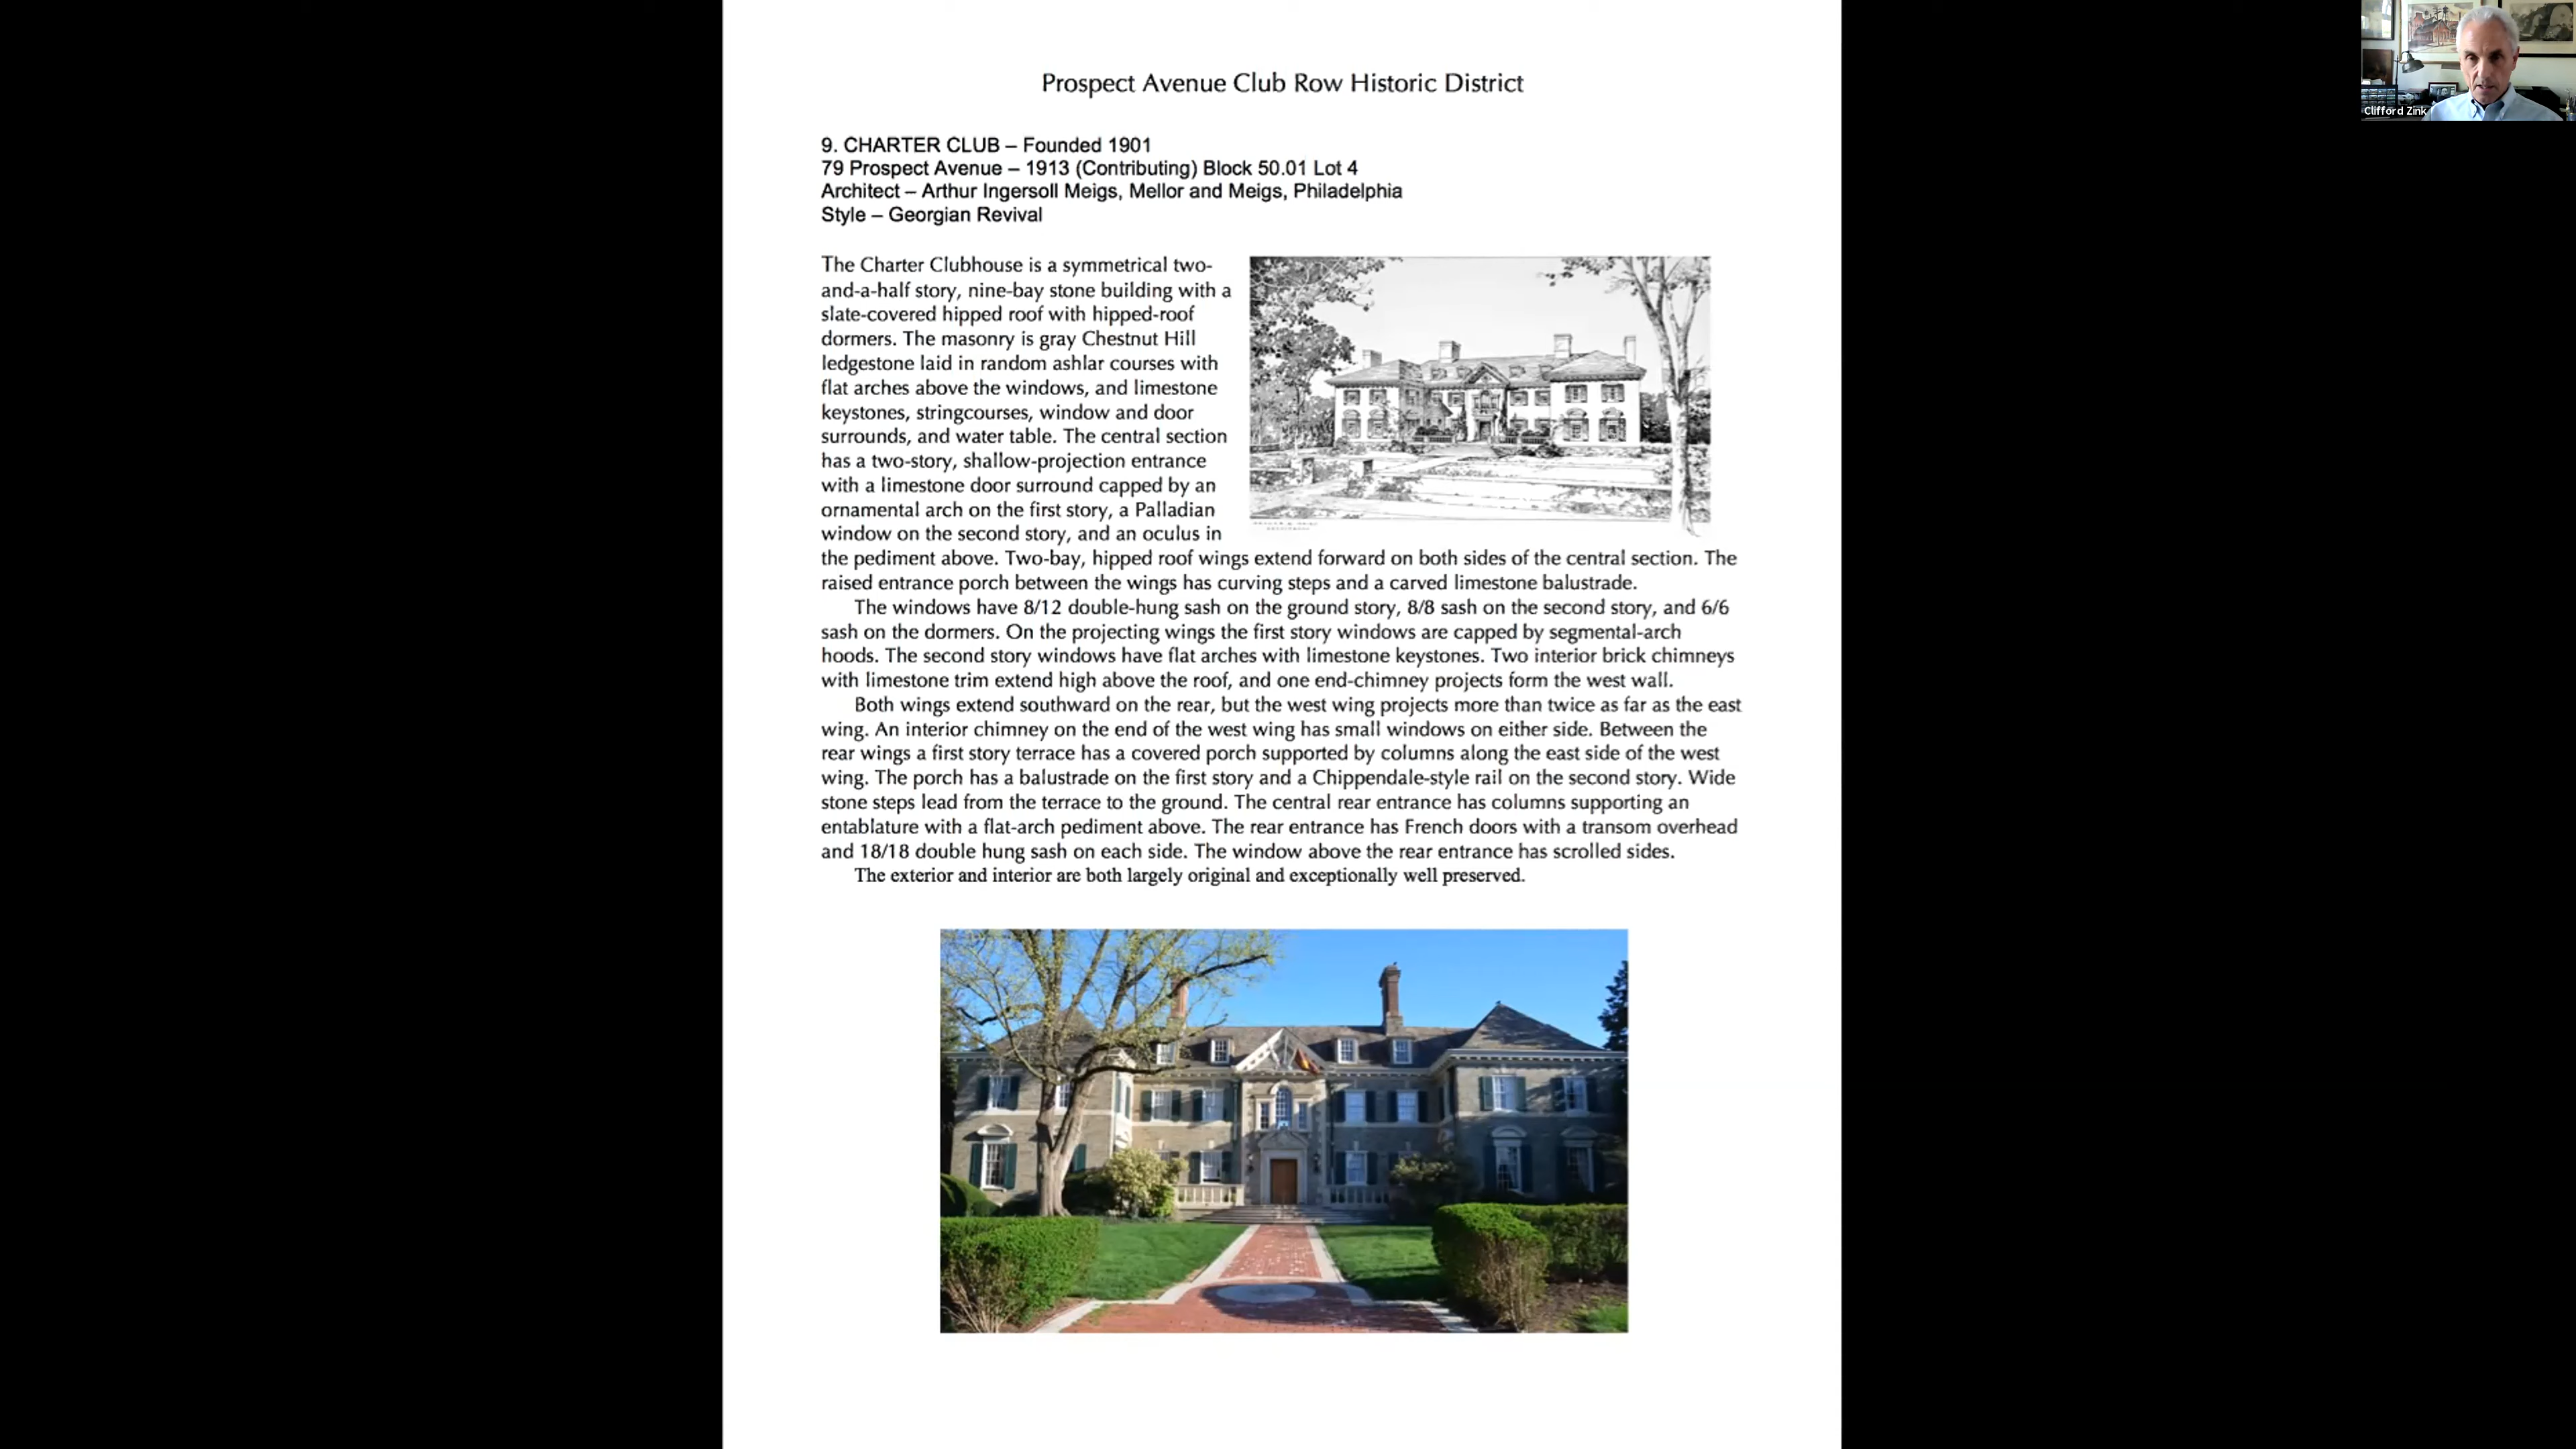 Prospect Avenue Club Row Historic District
9. CHARTER CLUB – Founded 1901
79 Prospect Avenue – 1913 (Contributing) Block 50.01 Lot 4
Architect – Arthur Ingersoll Meigs, Mellor and Meigs, Philadelphia
Style – Georgian Revival
The Charter Clubhouse is a symmetrical two-
and-a-half story, nine-bay stone building with a
slate-covered hipped roof with hipped-roof
dormers. The masonry is gray Chestnut Hill
ledgestone laid in random ashlar courses with
flat arches above the windows, and limestone
keystones, stringcourses, window and door
surrounds, and water table. The central section
has a two-story, shallow-projection entrance
with a limestone door surround capped by an
ornamental arch on the first story, a Palladian
window on the second story, and an oculus in
the pediment above. Two-bay, hipped roof wings extend forward on both sides of the central section. The
raised entrance porch between the wings has curving steps and a carved limestone balustrade.
The windows have 8/12 double-hung sash on the ground story, 8/8 sash on the second story, and 6/6
sash on the dormers. On the projecting wings the first story windows are capped by segmental-arch
hoods. The second story windows have flat arches with limestone keystones. Two interior brick chimneys
with limestone trim extend high above the roof, and one end-chimney projects form the west wall.
Both wings extend southward on the rear, but the west wing projects more than twice as far as the east
wing. An interior chimney on the end of the west wing has small windows on either side. Between the
rear wings a first story terrace has a covered porch supported by columns along the east side of the west
wing. The porch has a balustrade on the first story and a Chippendale-style rail on the second story. Wide
stone steps lead from the terrace to the ground. The central rear entrance has columns supporting an
entablature with a flat-arch pediment above. The rear entrance has French doors with a transom overhead
and 18/18 double hung sash on each side. The window above the rear entrance has scrolled sides.
The exterior and interior are both largely original and exceptionally well preserved.
Clifford Zink